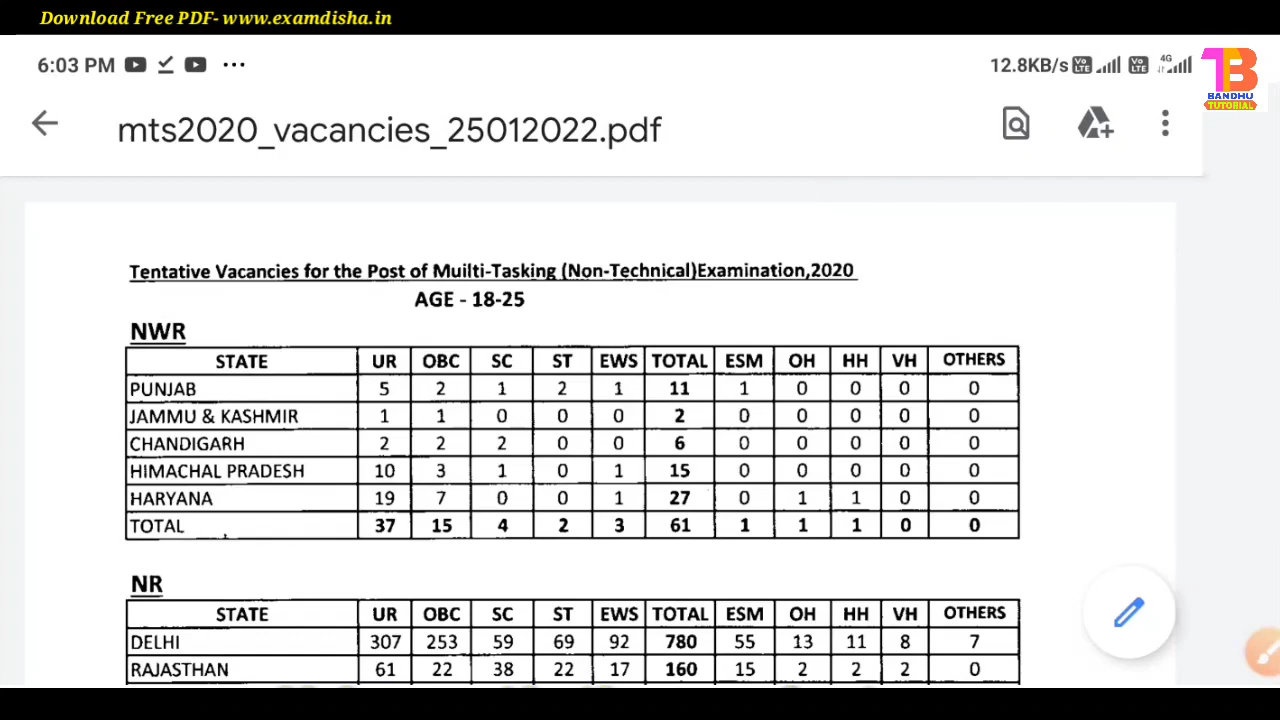 Download Free PDF- www.examdisha.in
6:03 PM ... 12.8KB/s Vo LTE Vo LTE 4G
TB
BANDHU
TUTORIAL
mts2020_vacancies_25012022.pdf
Tentative Vacancies for the Post of Muilti-Tasking (Non-Technical)Examination,2020
AGE - 18-25
NWR
STATE UR OBC SC ST EWS TOTAL ESM OH HH VH OTHERS
PUNJAB 5 2 1 2 1 11 1 0 0 0 0
JAMMU & KASHMIR 1 1 0 0 0 2 0 0 0 0 0
CHANDIGARH 2 2 2 0 0 6 0 0 0 0 0
HIMACHAL PRADESH 10 3 1 0 1 15 0 0 0 0 0
HARYANA 19 7 0 0 1 27 0 1 1 0 0
TOTAL 37 15 4 2 3 61 1 1 1 0 0
NR
STATE UR OBC SC ST EWS TOTAL ESM OH HH VH OTHERS
DELHI 307 253 59 69 92 780 55 13 11 8 7
RAJASTHAN 61 22 38 22 17 160 15 2 2 2 0